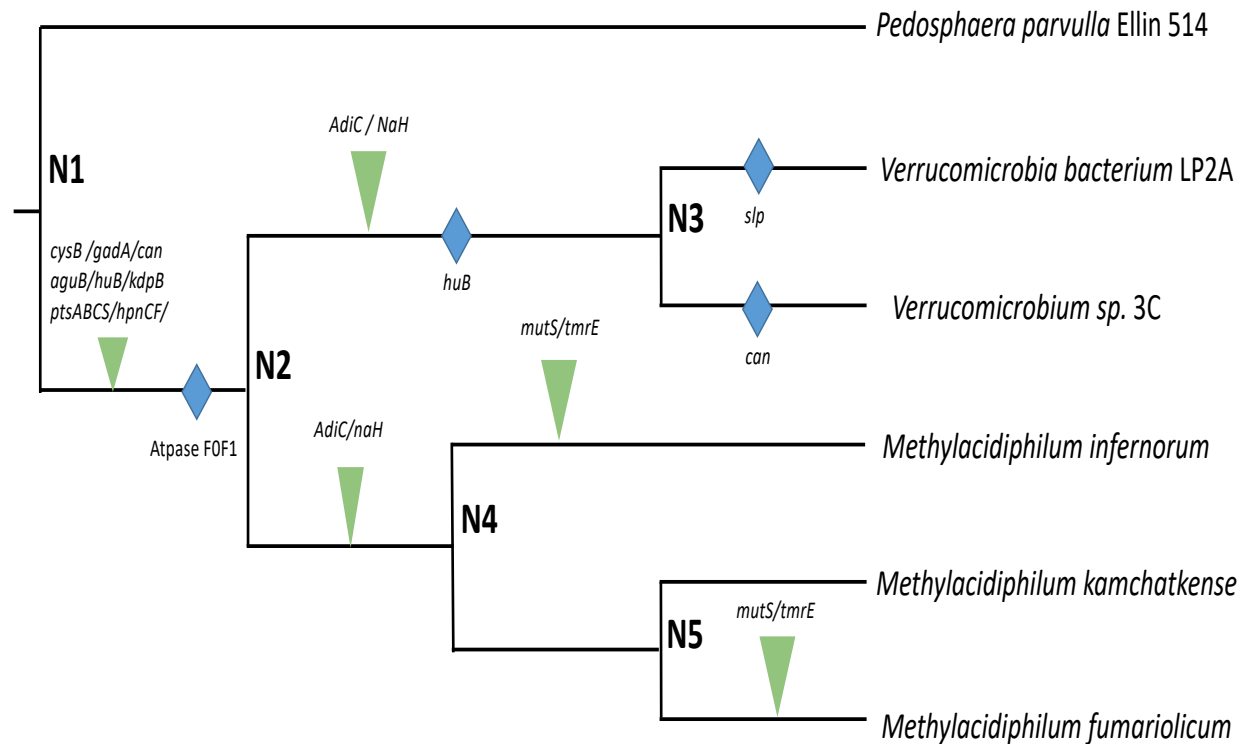 Pedosphaera parvulla Ellin 514
AdiC / NaH
N1
Verrucomicrobia bacterium LP2A
N3
slp
cysB /gadA/can
aguB/huB/kdpB
ptsABCS/hpnCF/
huB
Verrucomicrobium sp. 3C
mutS/tmrE
can
N2
AdiC/naH
Atpase F0F1
Methylacidiphilum infernorum
N4
Methylacidiphilum kamchatkense
mutS/tmrE
N5
Methylacidiphilum fumariolicum